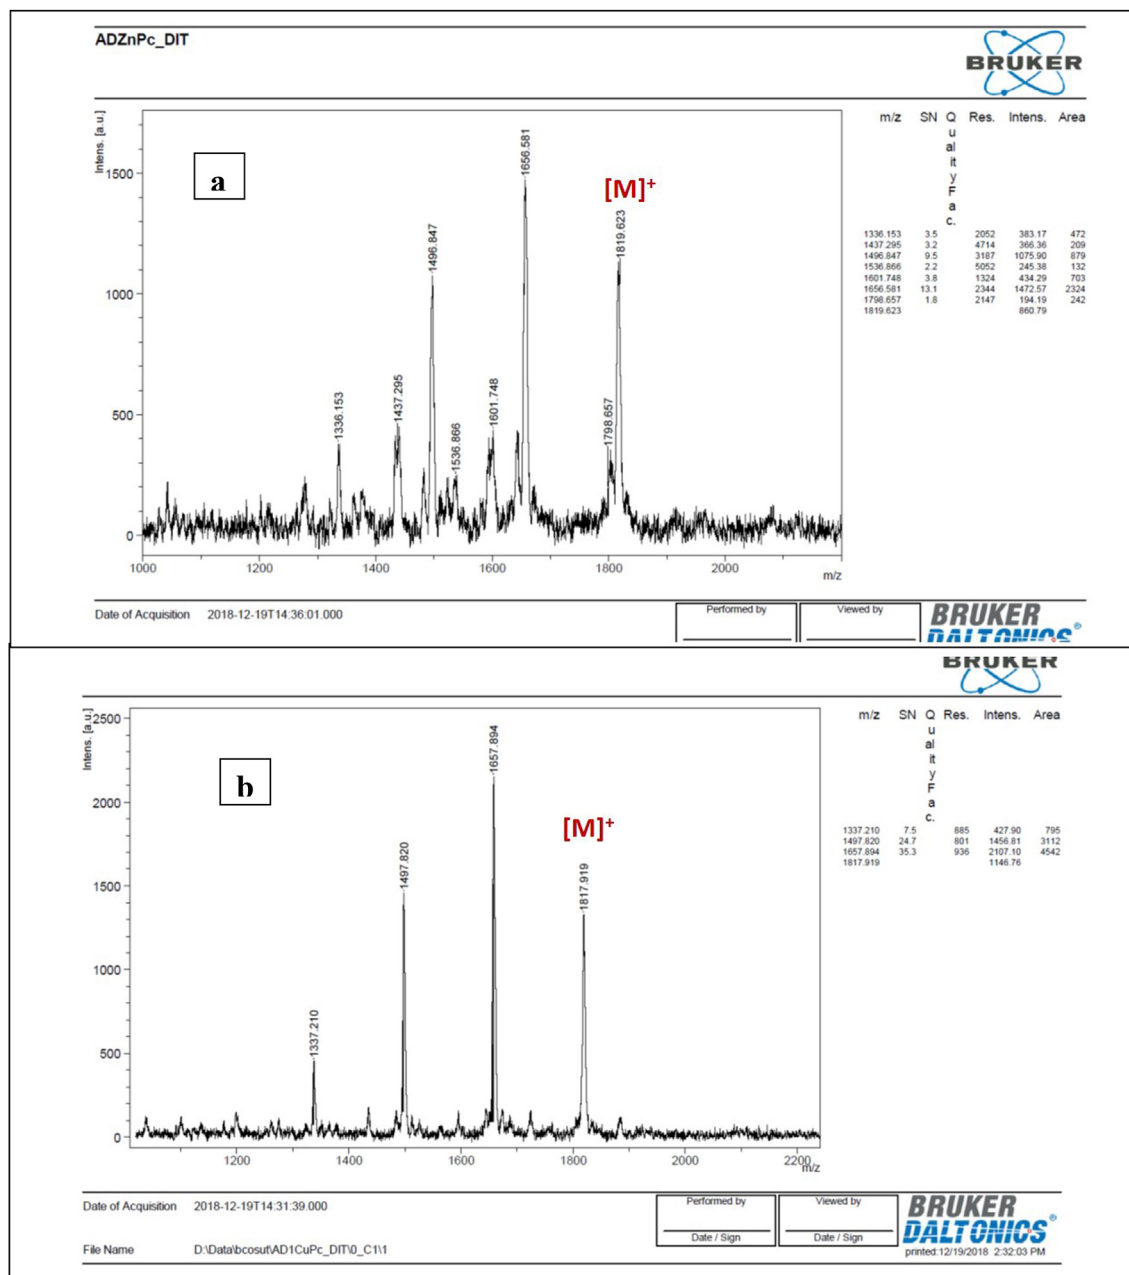 ADZnPc_DIT
BRUKER
Intens. [a.u.]
a
[M]+
1500
1000
500
0
1336.153
1437.295
1496.847
1536.866
1601.748
1656.581
1798.657
1819.623
1000 1200 1400 1600 1800 2000
m/z
m/z SN Quality Fac. Res. Intens. Area
1336.153 3.5 2052 383.17 472
1437.295 3.2 4714 366.36 209
1496.847 9.5 3187 1075.90 879
1536.866 2.2 5052 245.38 132
1601.748 3.8 1324 434.29 703
1656.581 13.1 2344 1472.57 2324
1798.657 1.8 2147 194.19 242
1819.623 860.79
Date of Acquisition 2018-12-19T14:36:01.000
Performed by Viewed by
BRUKER
DALTONICS®
BRUKER
Intens. [a.u.]
b
[M]+
2500
2000
1500
1000
500
0
1337.210
1497.820
1657.894
1817.919
1200 1400 1600 1800 2000 2200
m/z
m/z SN Quality Fac. Res. Intens. Area
1337.210 7.5 885 427.90 795
1497.820 24.7 801 1456.81 3112
1657.894 35.3 936 2107.10 4542
1817.919 1146.76
Date of Acquisition 2018-12-19T14:31:39.000
File Name D:\Data\bcosut\AD1CuPc_DIT\0_C1\1
Performed by Viewed by
Date / Sign Date / Sign
BRUKER
DALTONICS®
printed:12/19/2018 2:32:03 PM